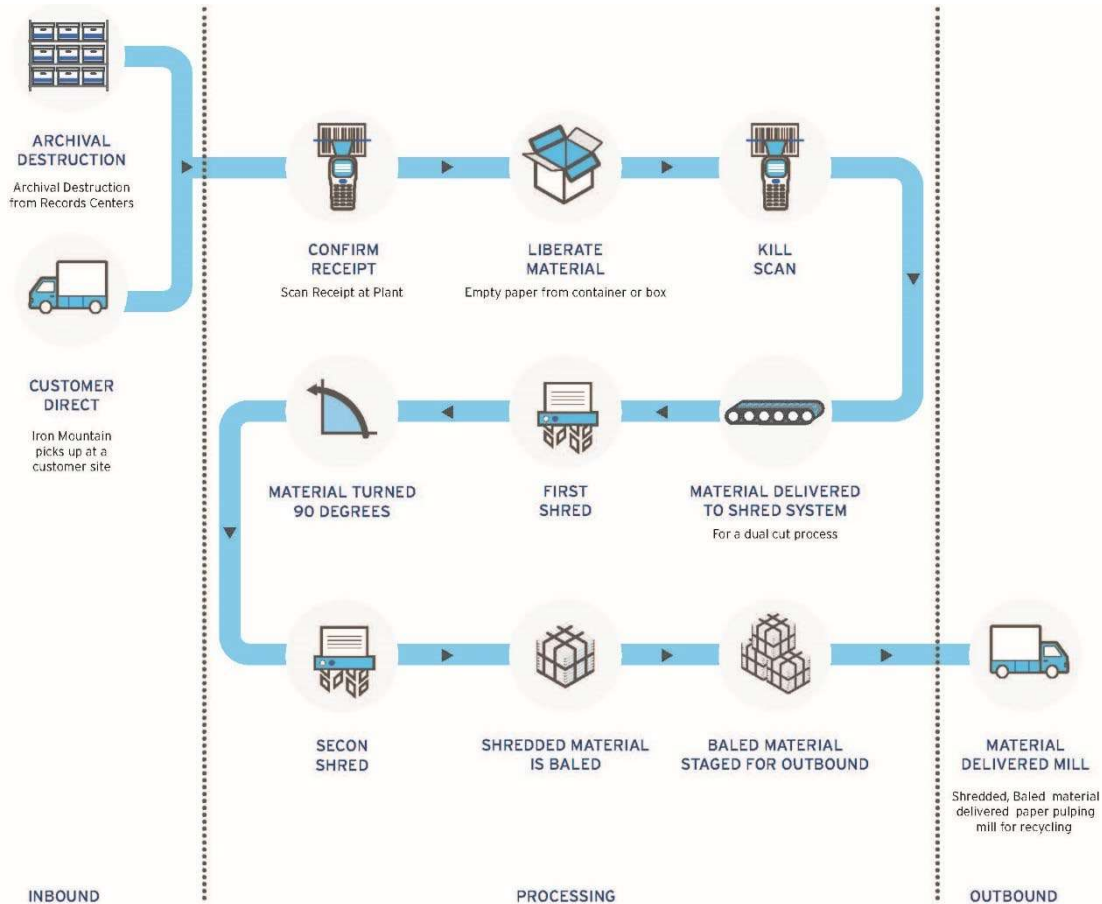 ARCHIVAL
DESTRUCTION
Archival Destruction
from Records Centers
CUSTOMER
DIRECT
Iron Mountain
picks up at a
customer site
CONFIRM
RECEIPT
Scan Receipt at Plant
LIBERATE
MATERIAL
Empty paper from container or box
KILL
SCAN
MATERIAL DELIVERED
TO SHRED SYSTEM
For a dual cut process
FIRST
SHRED
MATERIAL TURNED
90 DEGREES
SECON
SHRED
SHREDDED MATERIAL
IS BALED
BALED MATERIAL
STAGED FOR OUTBOUND
MATERIAL
DELIVERED MILL
Shredded, Baled material
delivered paper pulping
mill for recycling
INBOUND
PROCESSING
OUTBOUND